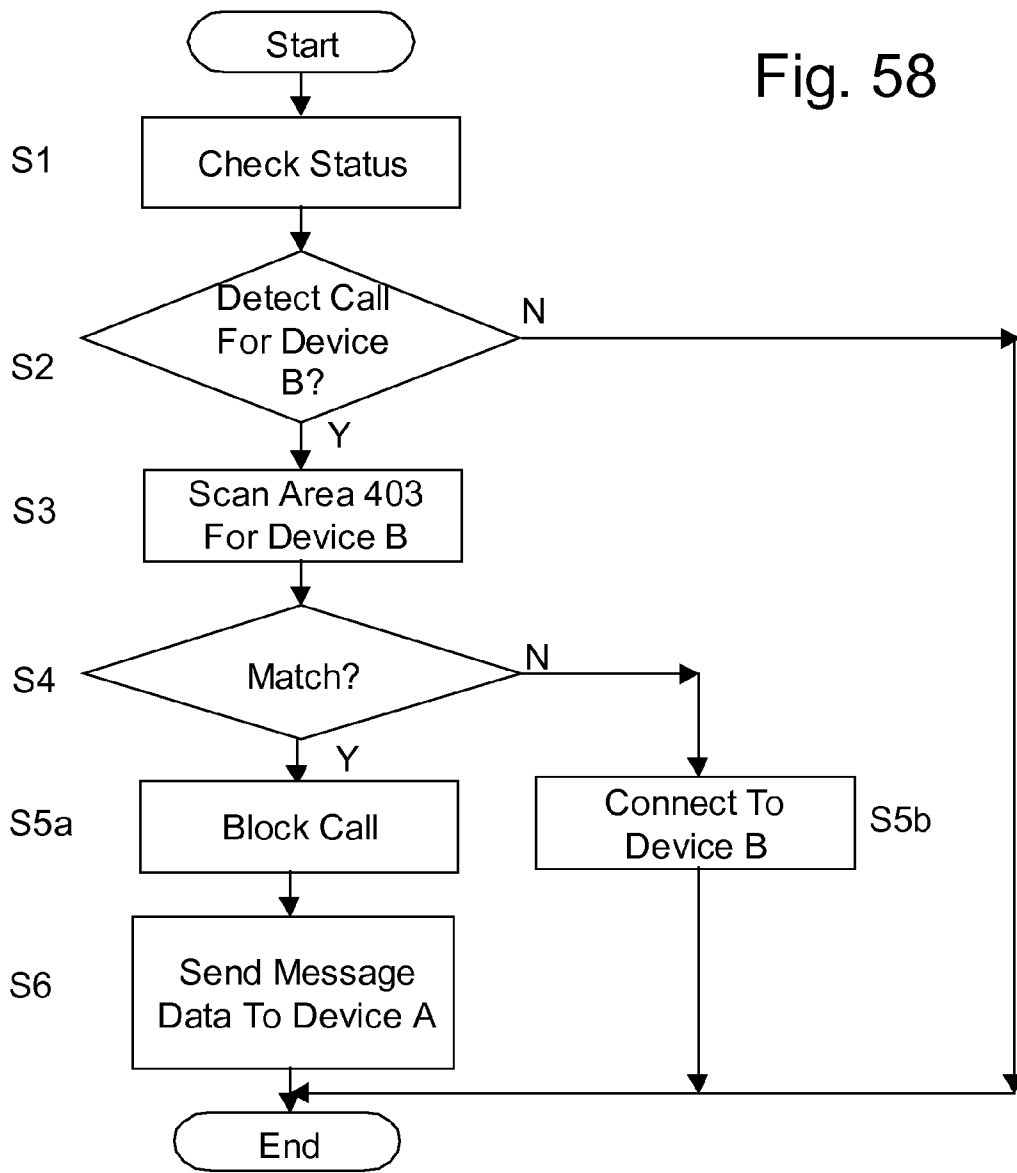 Start
Fig. 58
S1
Check Status
Detect Call
For Device
B?
N
S2
Y
S3
Scan Area 403
For Device B
S4
Match?
N
Y
S5a
Block Call
Connect To
Device B
S5b
S6
Send Message
Data To Device A
End